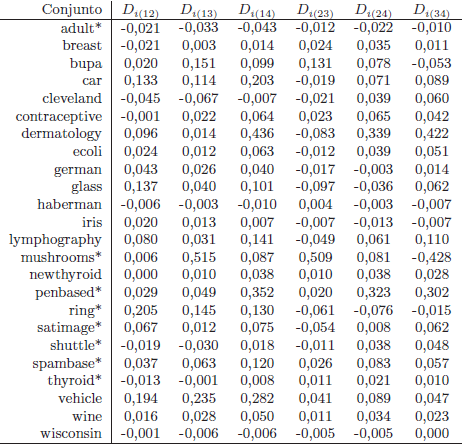 Conjunto D_i(12) D_i(13) D_i(14) D_i(23) D_i(24) D_i(34)
adult* -0,021 -0,033 -0,043 -0,012 -0,022 -0,010
breast -0,021 0,003 0,014 0,024 0,035 0,011
bupa 0,020 0,151 0,099 0,131 0,078 -0,053
car 0,133 0,114 0,203 -0,019 0,071 0,089
cleveland -0,045 -0,067 -0,007 -0,021 0,039 0,060
contraceptive -0,001 0,022 0,064 0,023 0,065 0,042
dermatology 0,096 0,014 0,436 -0,083 0,339 0,422
ecoli 0,024 0,012 0,063 -0,012 0,039 0,051
german 0,043 0,026 0,040 -0,017 -0,003 0,014
glass 0,137 0,040 0,101 -0,097 -0,036 0,062
haberman -0,006 -0,003 -0,010 0,004 -0,003 -0,007
iris 0,020 0,013 0,007 -0,007 -0,013 -0,007
lymphography 0,080 0,031 0,141 -0,049 0,061 0,110
mushrooms* 0,006 0,515 0,087 0,509 0,081 -0,428
newthyroid 0,000 0,010 0,038 0,010 0,038 0,028
penbased* 0,029 0,049 0,352 0,020 0,323 0,302
ring* 0,205 0,145 0,130 -0,061 -0,076 -0,015
satimage* 0,067 0,012 0,075 -0,054 0,008 0,062
shuttle* -0,019 -0,030 0,018 -0,011 0,038 0,048
spambase* 0,037 0,063 0,120 0,026 0,083 0,057
thyroid* -0,013 -0,001 0,008 0,011 0,021 0,010
vehicle 0,194 0,235 0,282 0,041 0,089 0,047
wine 0,016 0,028 0,050 0,011 0,034 0,023
wisconsin -0,001 -0,006 -0,006 -0,005 -0,005 0,000